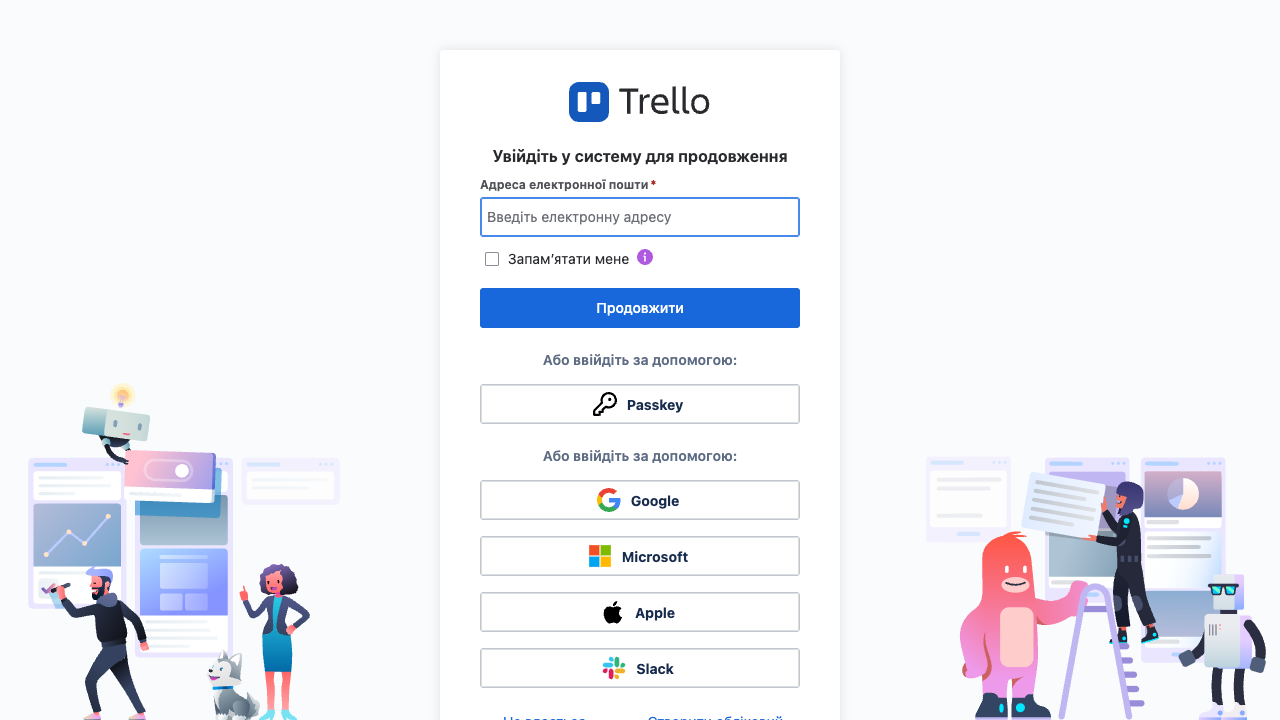 Trello
Увійдіть у систему для продовження
Адреса електронної пошти *
Введіть електронну адресу
Запам’ятати мене
Продовжити
Або ввійдіть за допомогою:
Passkey
Або ввійдіть за допомогою:
Google
Microsoft
Apple
Slack